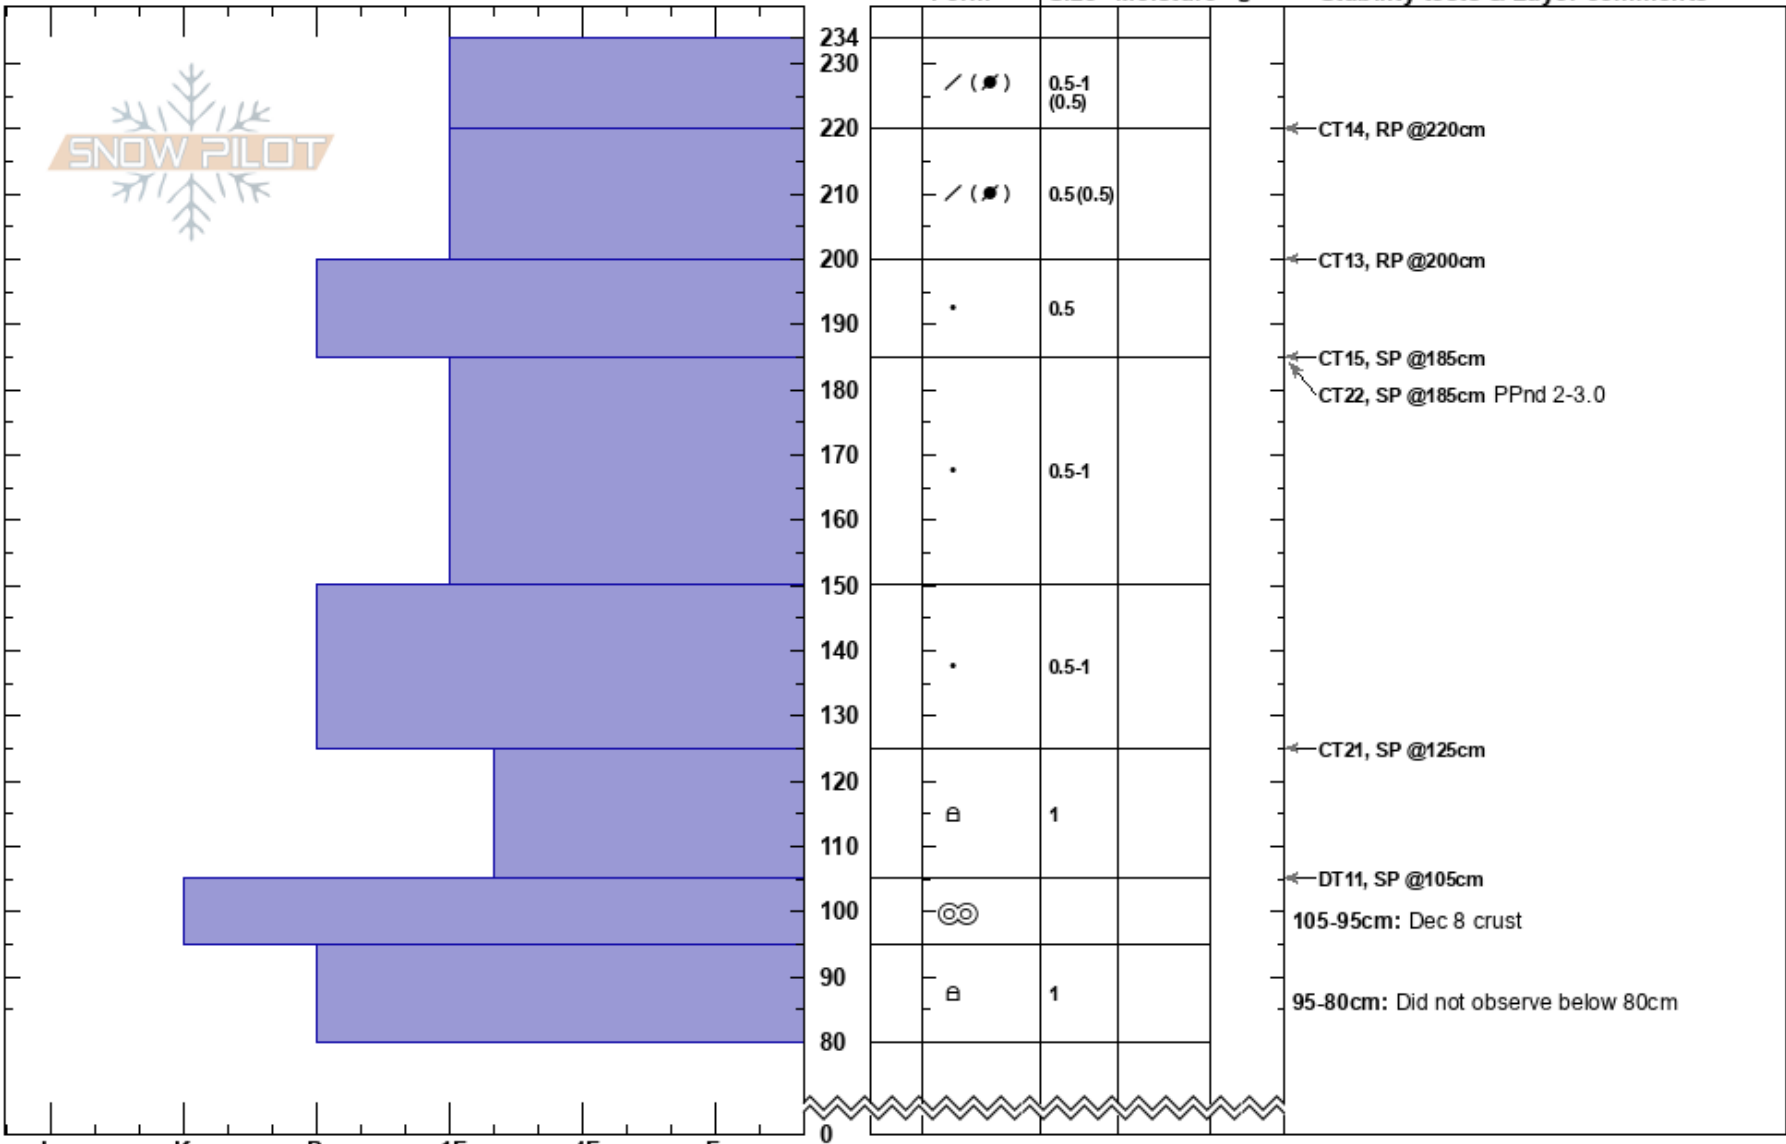 234
230
0.5-1
(0.5)
220
CT14, RP @220cm
SNOW PILOT
210
0.5(0.5)
200
CT13, RP @200cm
190
0.5
CT15, SP @185cm
180
CT22, SP @185cm PPnd 2-3.0
170
0.5-1
160
150
140
0.5-1
130
CT21, SP @125cm
120
1
110
DT11, SP @105cm
100
105-95cm: Dec 8 crust
90
1
95-80cm: Did not observe below 80cm
80
0